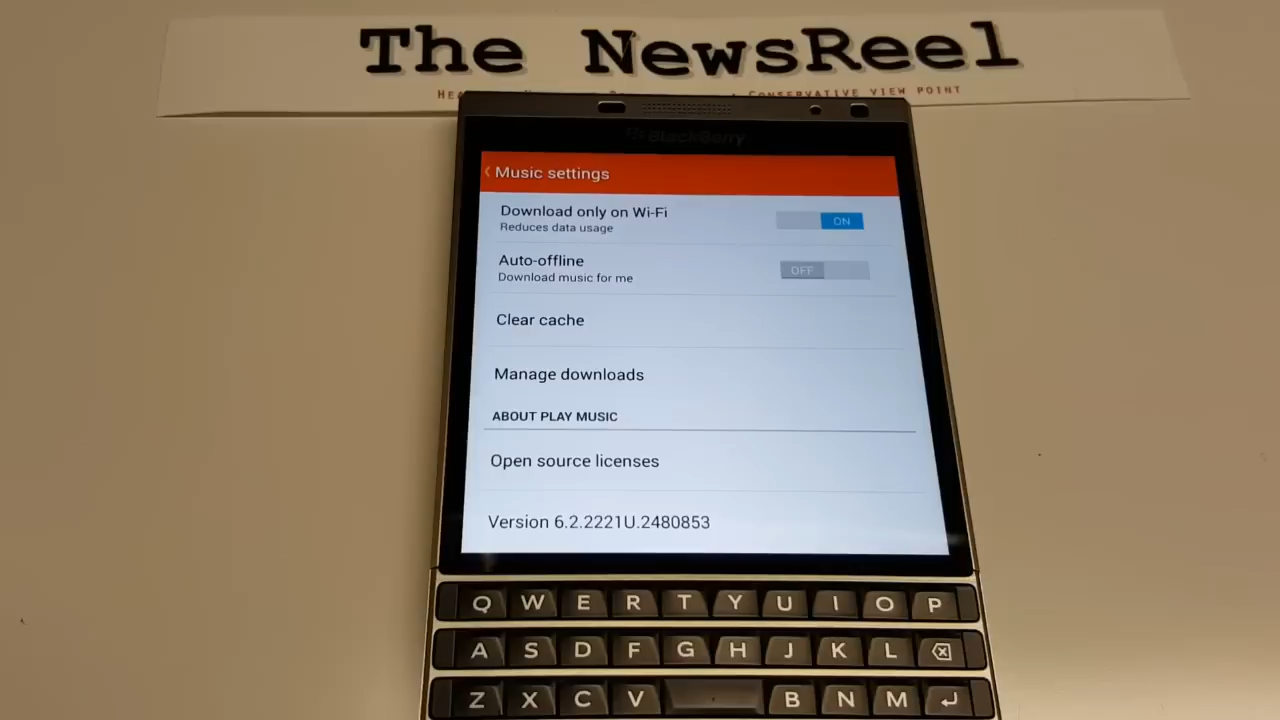 The NewsReel
Conservative view point
BlackBerry
Music settings
Download only on Wi-Fi
ON
Reduces data usage
Auto-offline
OFF
Download music for me
Clear cache
Manage downloads
ABOUT PLAY MUSIC
Open source licenses
Version 6.2.2221U.2480853
Q W E R T Y U I O P
A S D F G H J K L
Z X C V B N M